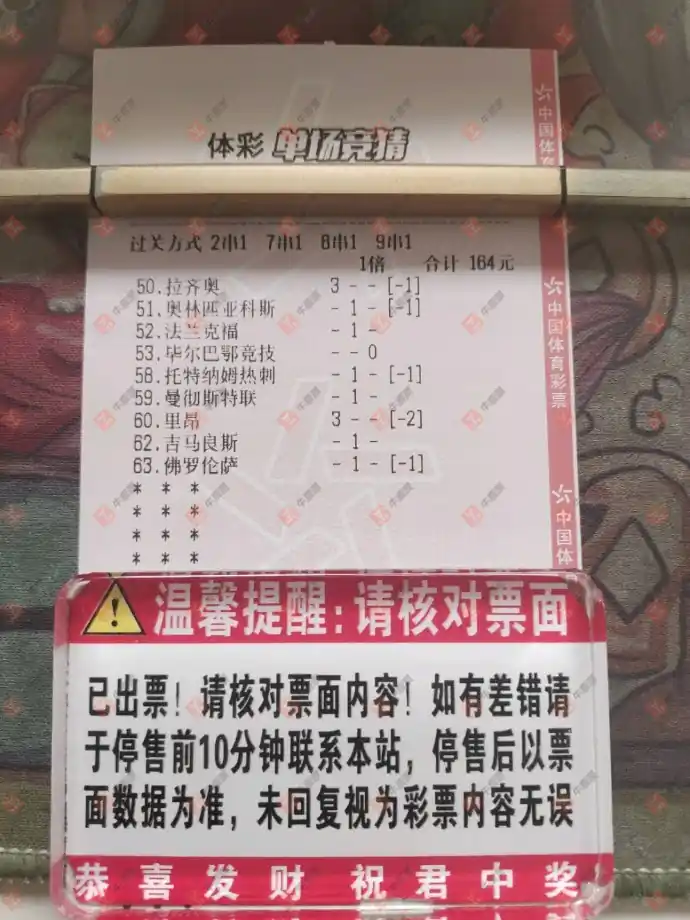 体彩 单场竞猜
过关方式 2串1 7串1 8串1 9串1
1倍 合计 164元
50.拉齐奥 3 - - [-1]
51.奥林匹亚科斯 - 1 - [-1]
52.法兰克福 - 1 -
53.毕尔巴鄂竞技 - - 0
58.托特纳姆热刺 - 1 - [-1]
59.曼彻斯特联 - 1 -
60.里昂 3 - - [-2]
62.吉马良斯 - 1 -
63.佛罗伦萨 - 1 - [-1]
* * *
* * *
* * *
* * *
中国体育
中国体育彩票
中国体
温馨提醒:请核对票面
已出票!请核对票面内容!如有差错请
于停售前10分钟联系本站,停售后以票
面数据为准,未回复视为彩票内容无误
恭喜发财 祝君中奖